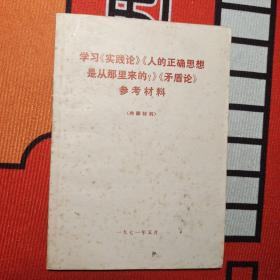 学习《实践论》《人的正确思想
是从那里来的？》《矛盾论》
参考材料
（内部材料）
一九七一年五月